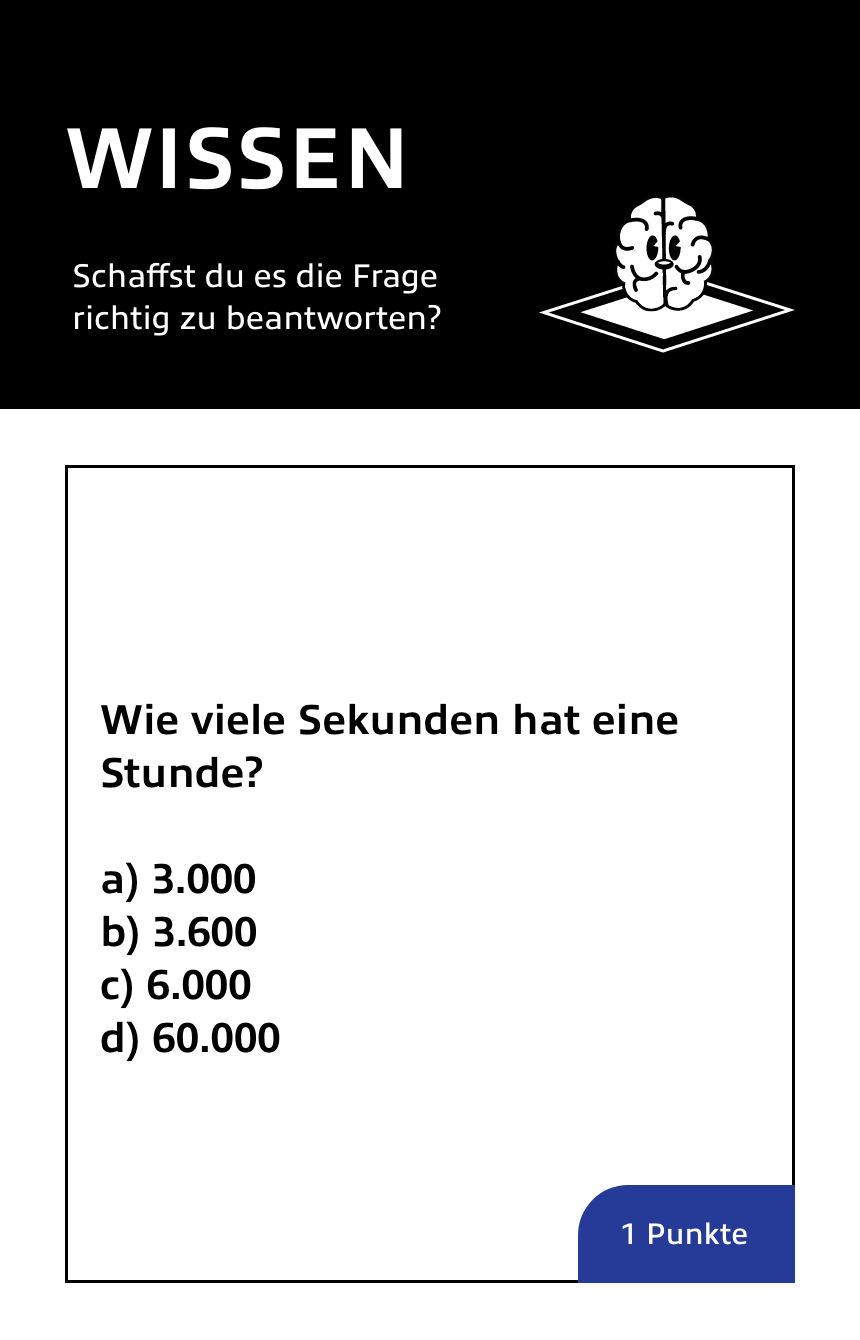 WISSEN
Schaffst du es die Frage
richtig zu beantworten?
Wie viele Sekunden hat eine
Stunde?
a) 3.000
b) 3.600
c) 6.000
d) 60.000
1 Punkte